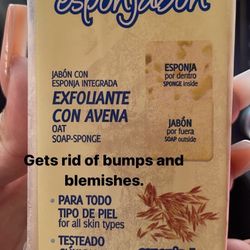 esponjabón
JABÓN CON
ESPONJA INTEGRADA
EXFOLIANTE
CON AVENA
OAT
SOAP-SPONGE
ESPONJA
por dentro
SPONGE inside
JABÓN
por fuera
SOAP outside
Gets rid of bumps and
blemishes.
• PARA TODO
TIPO DE PIEL
for all skin types
• TESTEADO